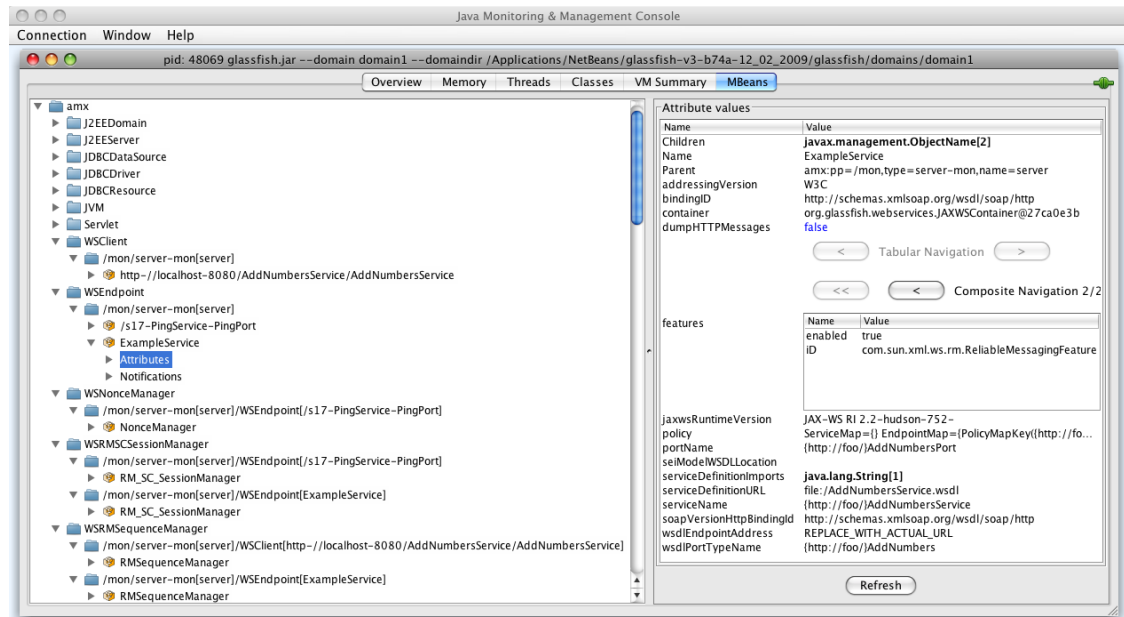 Java Monitoring & Management Console
Connection Window Help
pid: 48069 glassfish.jar --domain domain1 --domaindir /Applications/NetBeans/glassfish-v3-b74a-12_02_2009/glassfish/domains/domain1
Overview Memory Threads Classes VM Summary MBeans
amx
J2EEDomain
J2EEServer
JDBCDataSource
JDBCDriver
JDBCResource
JVM
Servlet
WSClient
/mon/server-mon[server]
http-//localhost-8080/AddNumbersService/AddNumbersService
WSEndpoint
/mon/server-mon[server]
/s17-PingService-PingPort
ExampleService
Attributes
Notifications
WSNonceManager
/mon/server-mon[server]/WSEndpoint[/s17-PingService-PingPort]
NonceManager
WSRMSCSessionManager
/mon/server-mon[server]/WSEndpoint[/s17-PingService-PingPort]
RM_SC_SessionManager
/mon/server-mon[server]/WSEndpoint[ExampleService]
RM_SC_SessionManager
WSRMSequenceManager
/mon/server-mon[server]/WSClient[http-//localhost-8080/AddNumbersService/AddNumbersService]
RMSequenceManager
/mon/server-mon[server]/WSEndpoint[ExampleService]
RMSequenceManager
Attribute values
Name Value
Children javax.management.ObjectName[2]
Name ExampleService
Parent amx:pp=/mon,type=server-mon,name=server
addressingVersion W3C
bindingID http://schemas.xmlsoap.org/wsdl/soap/http
container org.glassfish.webservices.JAXWSContainer@27ca0e3b
dumpHTTPMessages false
< Tabular Navigation >
<< < Composite Navigation 2/2
features
Name Value
enabled true
iD com.sun.xml.ws.rm.ReliableMessagingFeature
jaxwsRuntimeVersion JAX-WS RI 2.2-hudson-752-
policy ServiceMap={} EndpointMap={PolicyMapKey({http://fo...
portName {http://foo/}AddNumbersPort
seiModelWSDLLocation
serviceDefinitionImports java.lang.String[1]
serviceDefinitionURL file:/AddNumbersService.wsdl
serviceName {http://foo/}AddNumbersService
soapVersionHttpBindingId http://schemas.xmlsoap.org/wsdl/soap/http
wsdlEndpointAddress REPLACE_WITH_ACTUAL_URL
wsdlPortTypeName {http://foo/}AddNumbers
Refresh